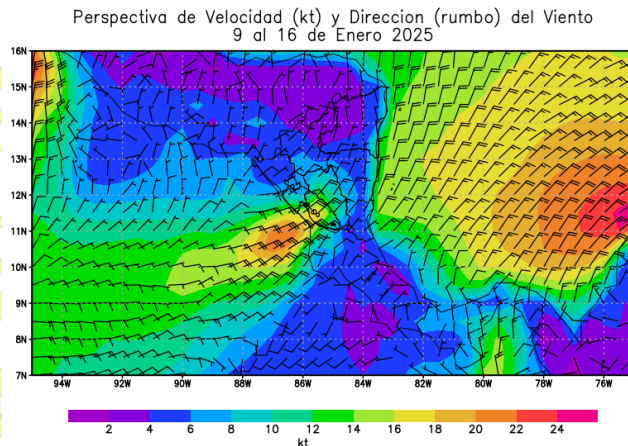 Perspectiva de Velocidad (kt) y Direccion (rumbo) del Viento
9 al 16 de Enero 2025
16N
15N
14N
13N
12N
11N
10N
9N
8N
7N
94W 92W 90W 88W 86W 84W 82W 80W 78W 76W
2 4 6 8 10 12 14 16 18 20 22 24
kt